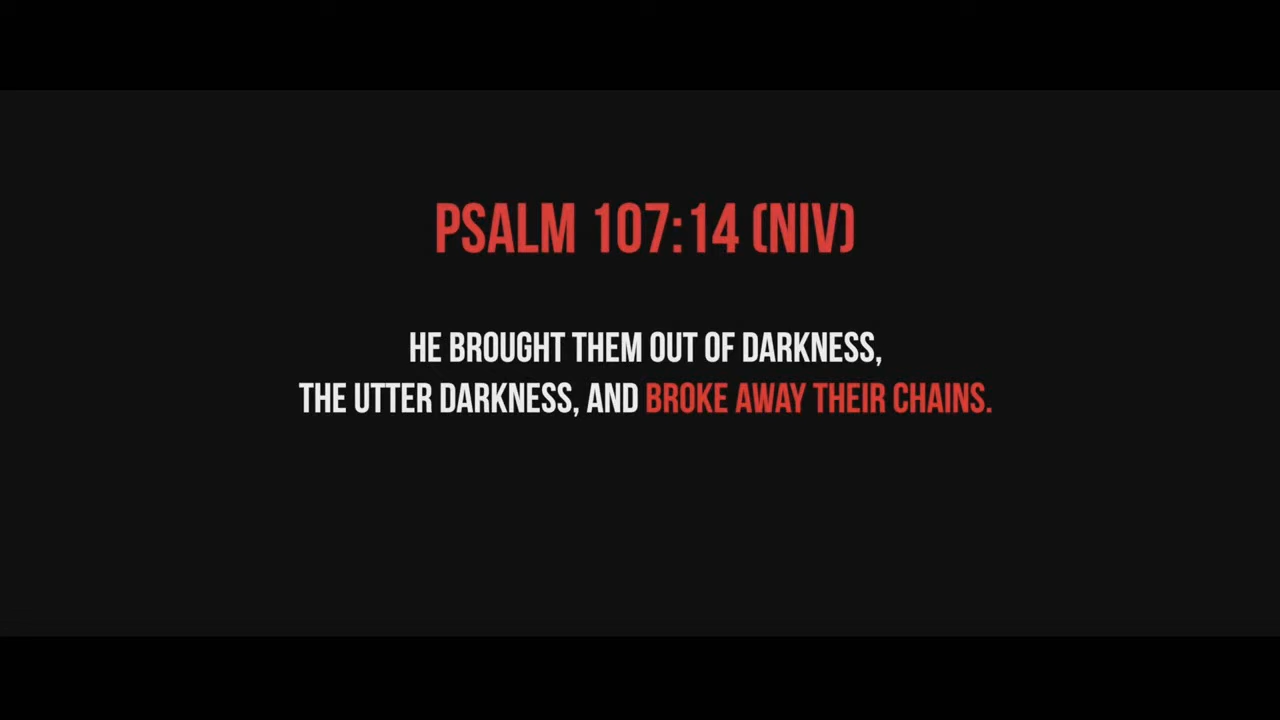 PSALM 107:14 (NIV)
HE BROUGHT THEM OUT OF DARKNESS,
THE UTTER DARKNESS, AND BROKE AWAY THEIR CHAINS.